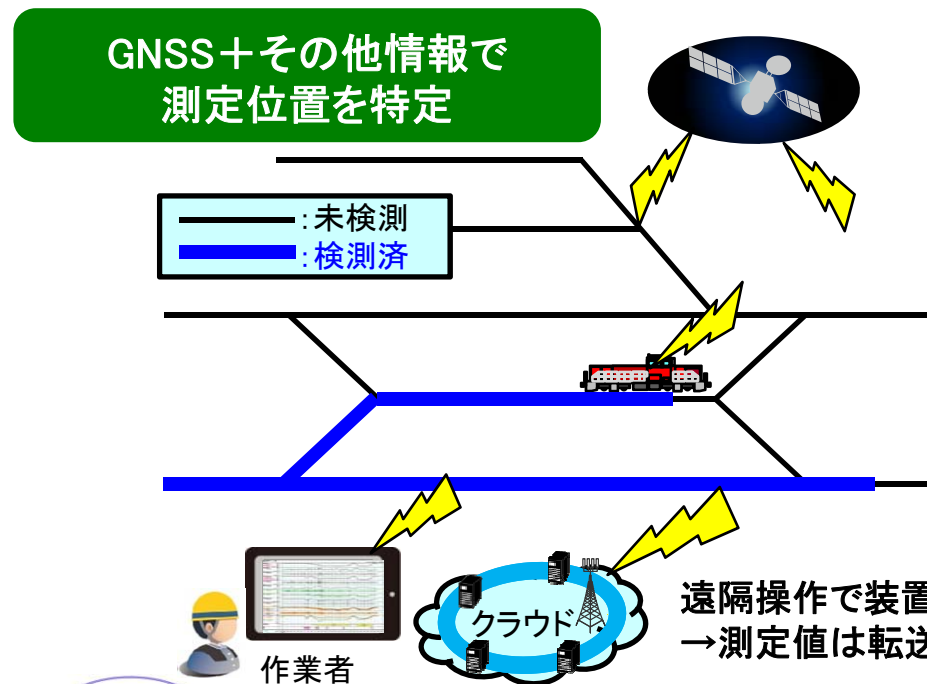 GNSS＋その他情報で
測定位置を特定
:未検測
:検測済
クラウド
作業者
遠隔操作で装置
→測定値は転送